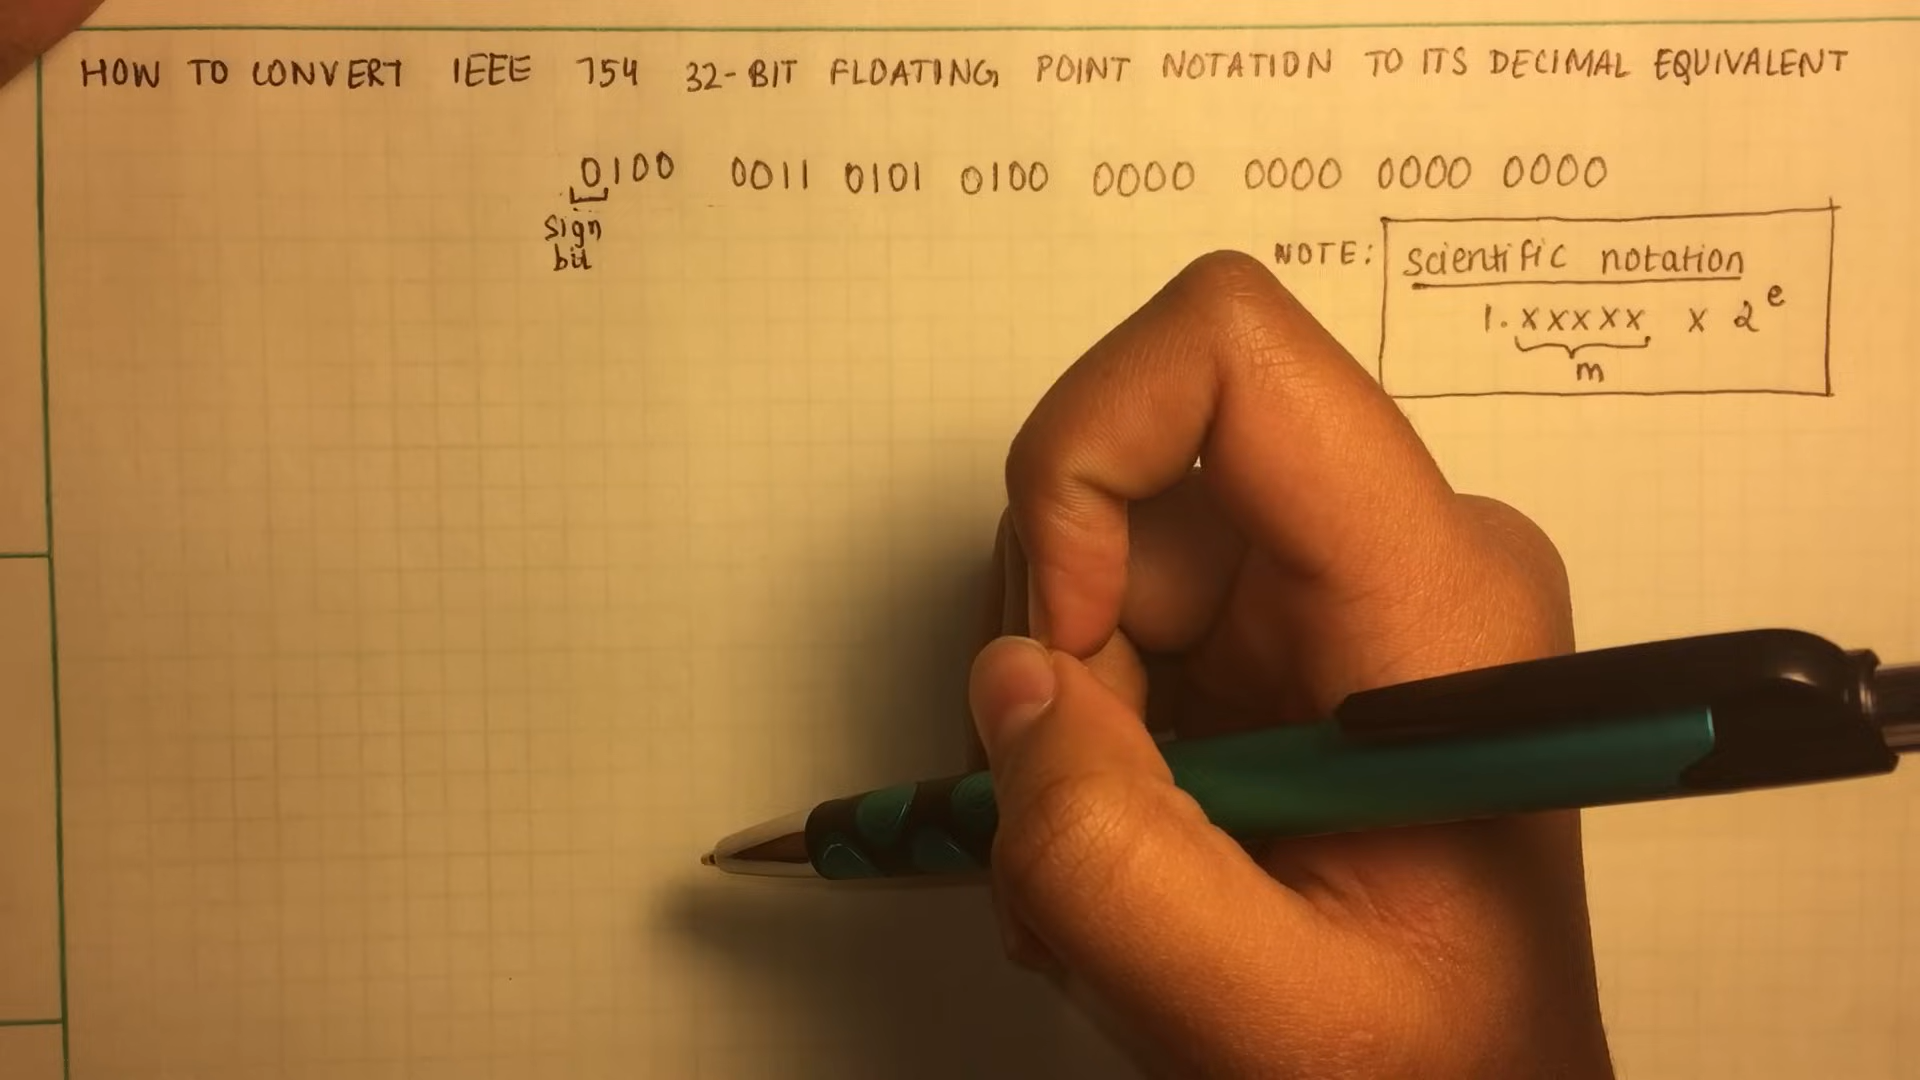 HOW TO CONVERT IEEE 754 32-BIT FLOATING POINT NOTATION TO ITS DECIMAL EQUIVALENT
0100 0011 0101 0100 0000 0000 0000 0000
sign
bit
NOTE: scientific notation
1.xxxxx x 2^e
m